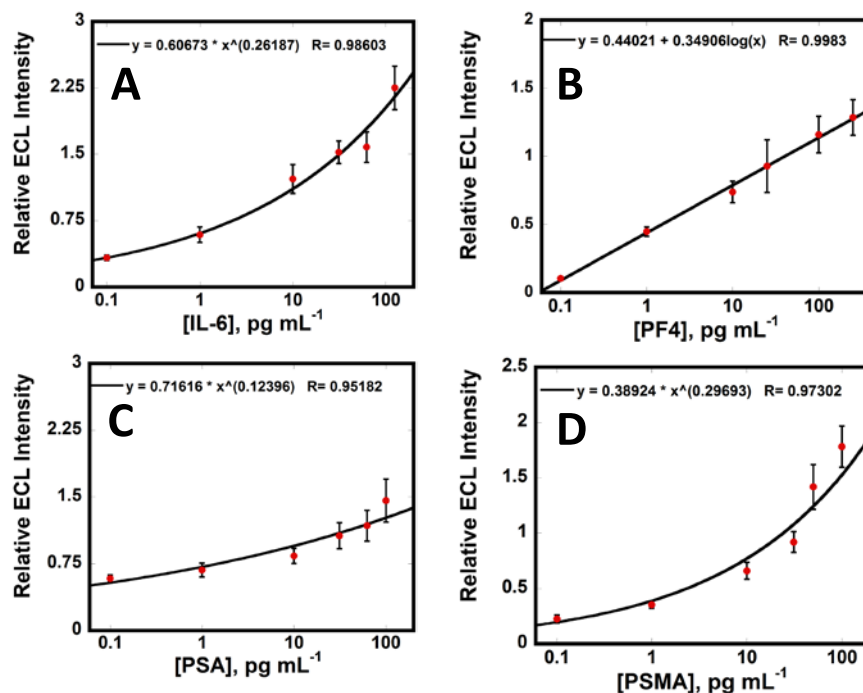 3
y = 0.60673 * x^(0.26187) R= 0.98603
A
2.25
1.5
0.75
0
Relative ECL Intensity
0.1 1 10 100
[IL-6], pg mL⁻¹
2
y = 0.44021 + 0.34906log(x) R= 0.9983
B
1.5
1
0.5
0
Relative ECL Intensity
0.1 1 10 100
[PF4], pg mL⁻¹
3
y = 0.71616 * x^(0.12396) R= 0.95182
C
2.25
1.5
0.75
0
Relative ECL Intensity
0.1 1 10 100
[PSA], pg mL⁻¹
2.5
y = 0.38924 * x^(0.29693) R= 0.97302
D
2
1.5
1
0.5
0
Relative ECL Intensity
0.1 1 10 100
[PSMA], pg mL⁻¹